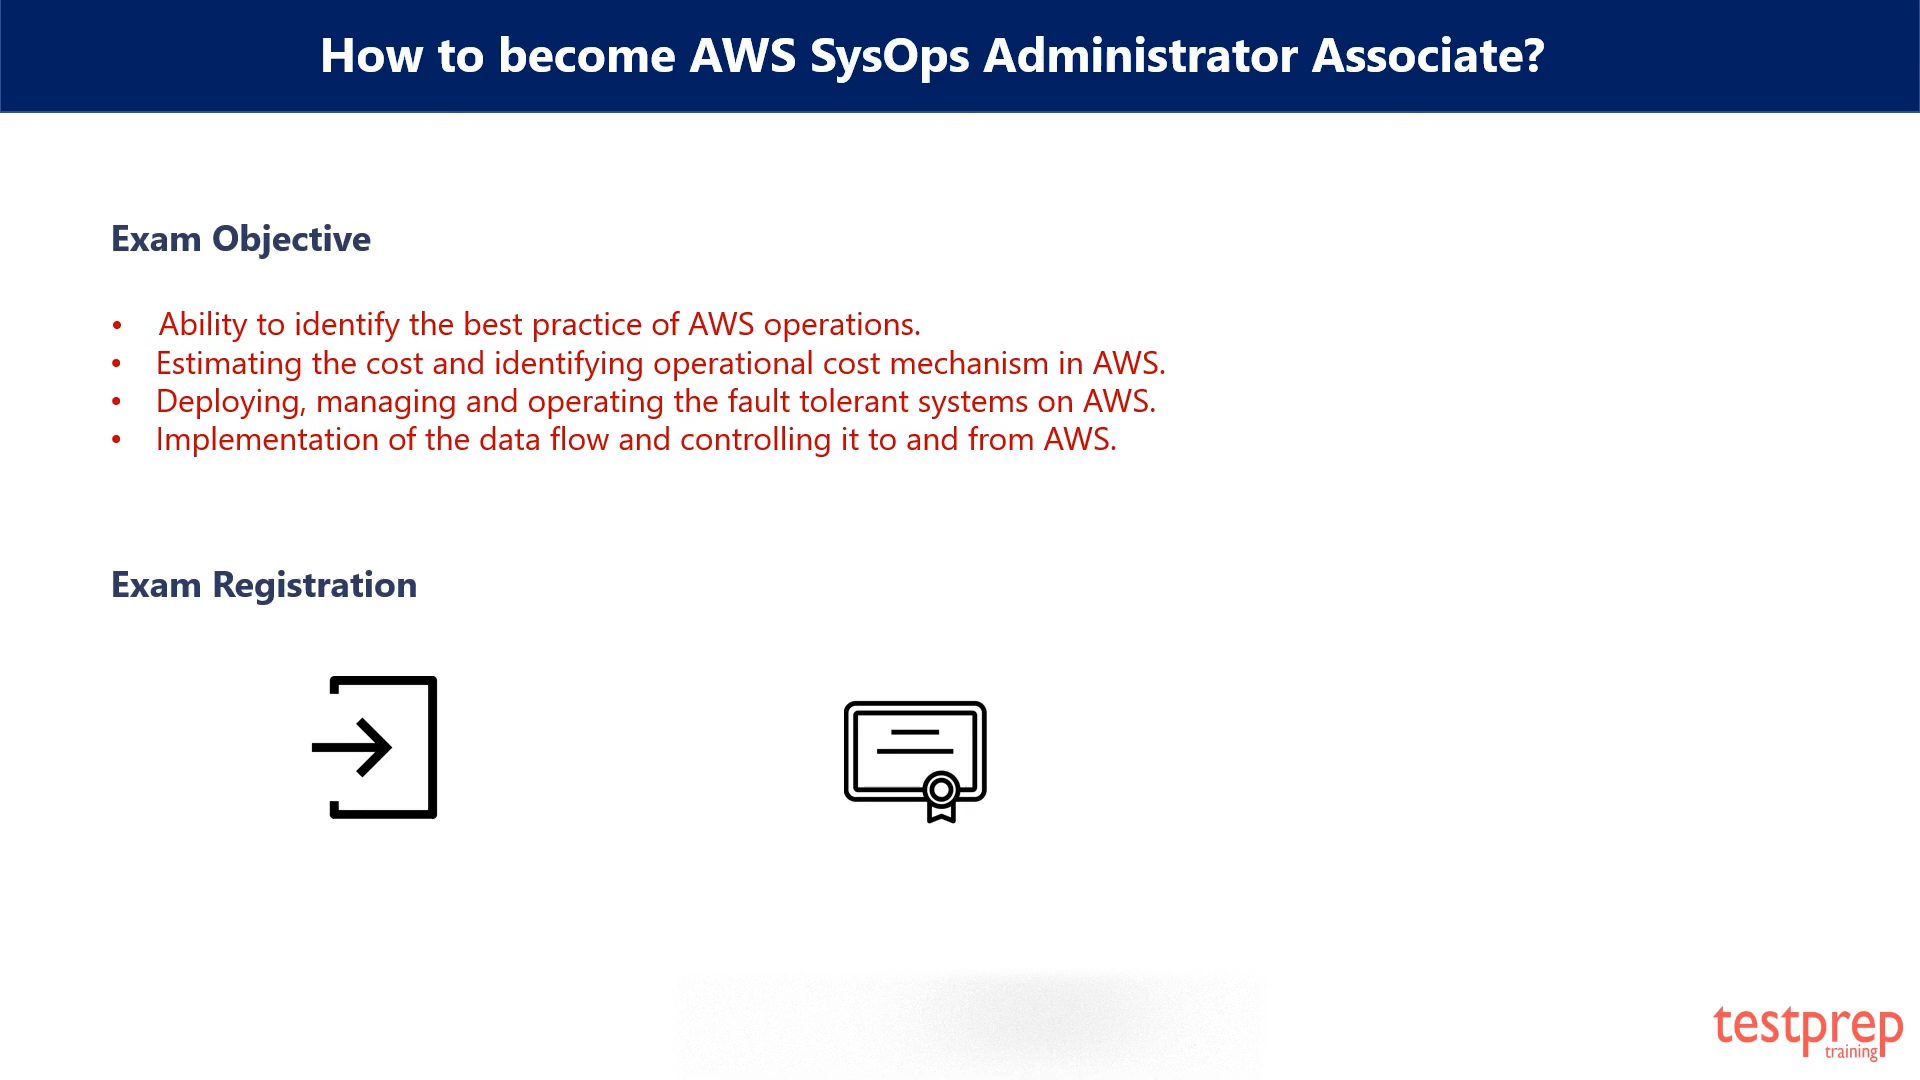 How to become AWS SysOps Administrator Associate?
Exam Objective
• Ability to identify the best practice of AWS operations.
• Estimating the cost and identifying operational cost mechanism in AWS.
• Deploying, managing and operating the fault tolerant systems on AWS.
• Implementation of the data flow and controlling it to and from AWS.
Exam Registration
testprep
training